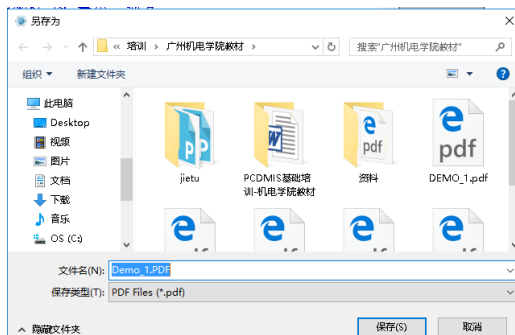 另存为
« 培训 › 广州机电学院教材 ›
搜索"广州机电学院教材"
组织 新建文件夹
此电脑
Desktop
视频
图片
文档
下载
音乐
OS (C:)
jietu
PCDMIS基础培
训-机电学院教材
资料
DEMO_1.pdf
pdf
pdf
文件名(N): Demo_1.PDF
保存类型(T): PDF Files (*.pdf)
隐藏文件夹
保存(S)
取消